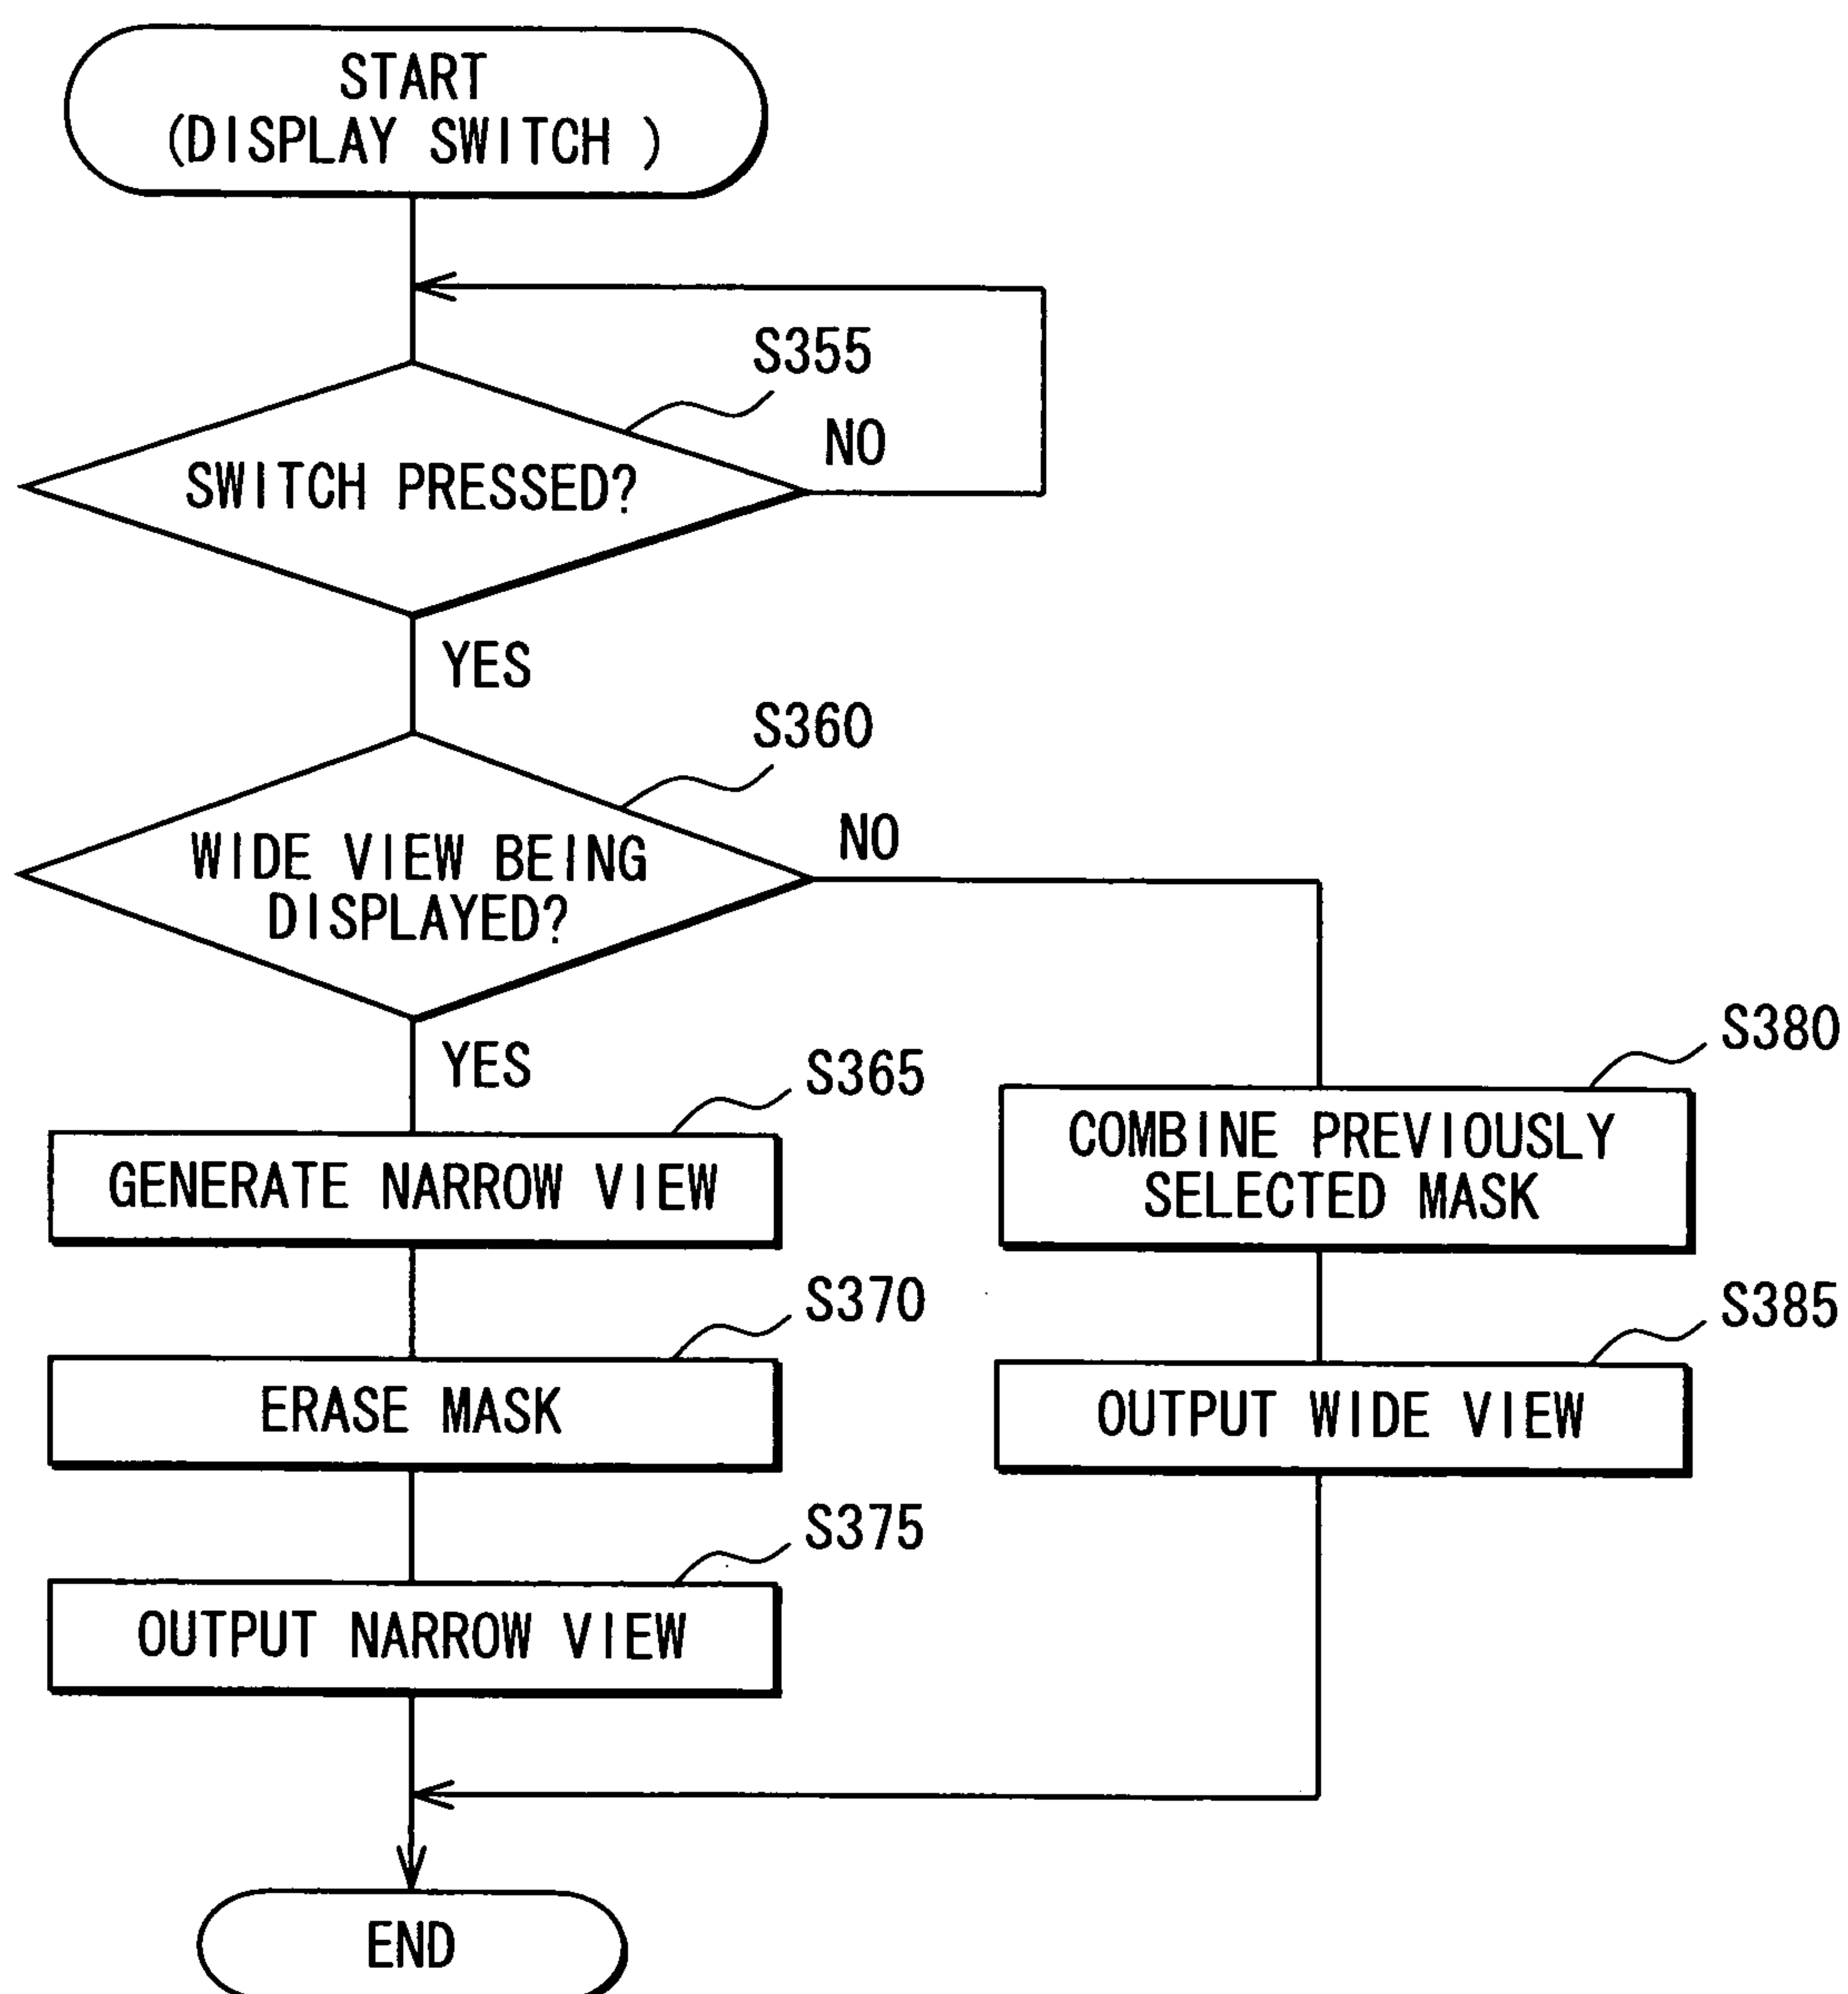 START
(DISPLAY SWITCH )
S355
NO
SWITCH PRESSED?
YES
S360
NO
WIDE VIEW BEING
DISPLAYED?
YES
S365
GENERATE NARROW VIEW
S380
COMBINE PREVIOUSLY
SELECTED MASK
S370
ERASE MASK
S385
OUTPUT WIDE VIEW
S375
OUTPUT NARROW VIEW
END